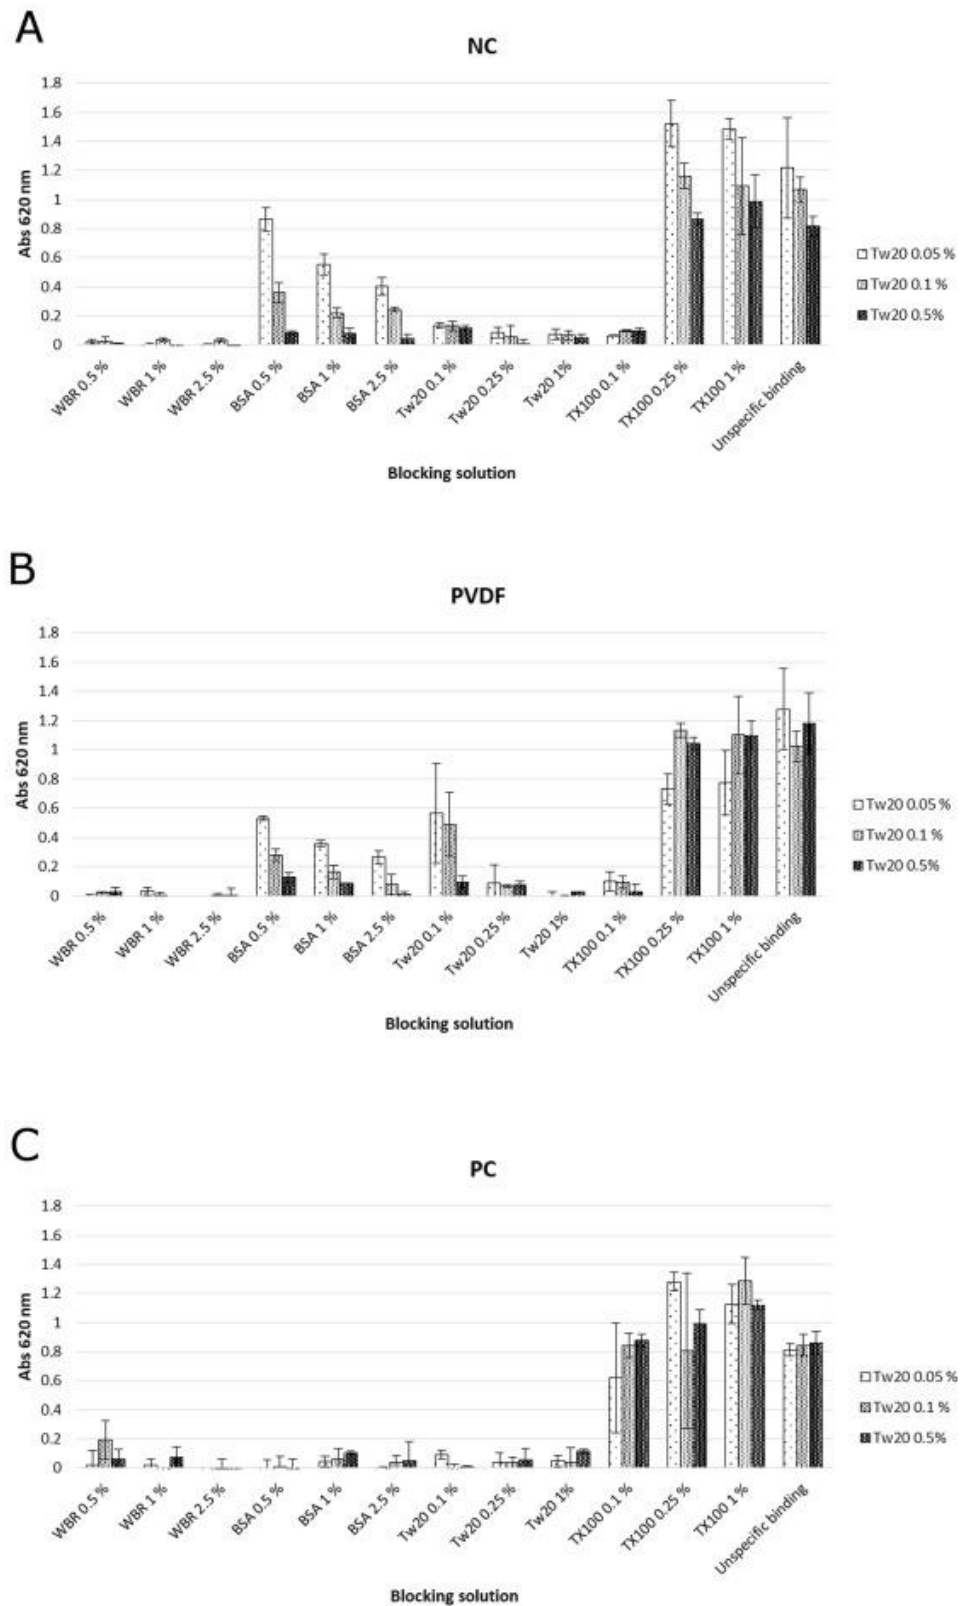 A
NC
1.8
1.6
1.4
1.2
1
0.8
0.6
0.4
0.2
0
Abs 620 nm
WBR 0.5 %
WBR 1 %
WBR 2.5 %
BSA 0.5 %
BSA 1 %
BSA 2.5 %
Tw20 0.1 %
Tw20 0.25 %
Tw20 1%
TX100 0.1 %
TX100 0.25 %
TX100 1 %
Unspecific binding
Blocking solution
Tw20 0.05 %
Tw20 0.1 %
Tw20 0.5%
B
PVDF
1.8
1.6
1.4
1.2
1
0.8
0.6
0.4
0.2
0
Abs 620 nm
WBR 0.5 %
WBR 1 %
WBR 2.5 %
BSA 0.5 %
BSA 1 %
BSA 2.5 %
Tw20 0.1 %
Tw20 0.25 %
Tw20 1%
TX100 0.1 %
TX100 0.25 %
TX100 1 %
Unspecific binding
Blocking solution
Tw20 0.05 %
Tw20 0.1 %
Tw20 0.5%
C
PC
1.8
1.6
1.4
1.2
1
0.8
0.6
0.4
0.2
0
Abs 620 nm
WBR 0.5 %
WBR 1 %
WBR 2.5 %
BSA 0.5 %
BSA 1 %
BSA 2.5 %
Tw20 0.1 %
Tw20 0.25 %
Tw20 1%
TX100 0.1 %
TX100 0.25 %
TX100 1 %
Unspecific binding
Blocking solution
Tw20 0.05 %
Tw20 0.1 %
Tw20 0.5%